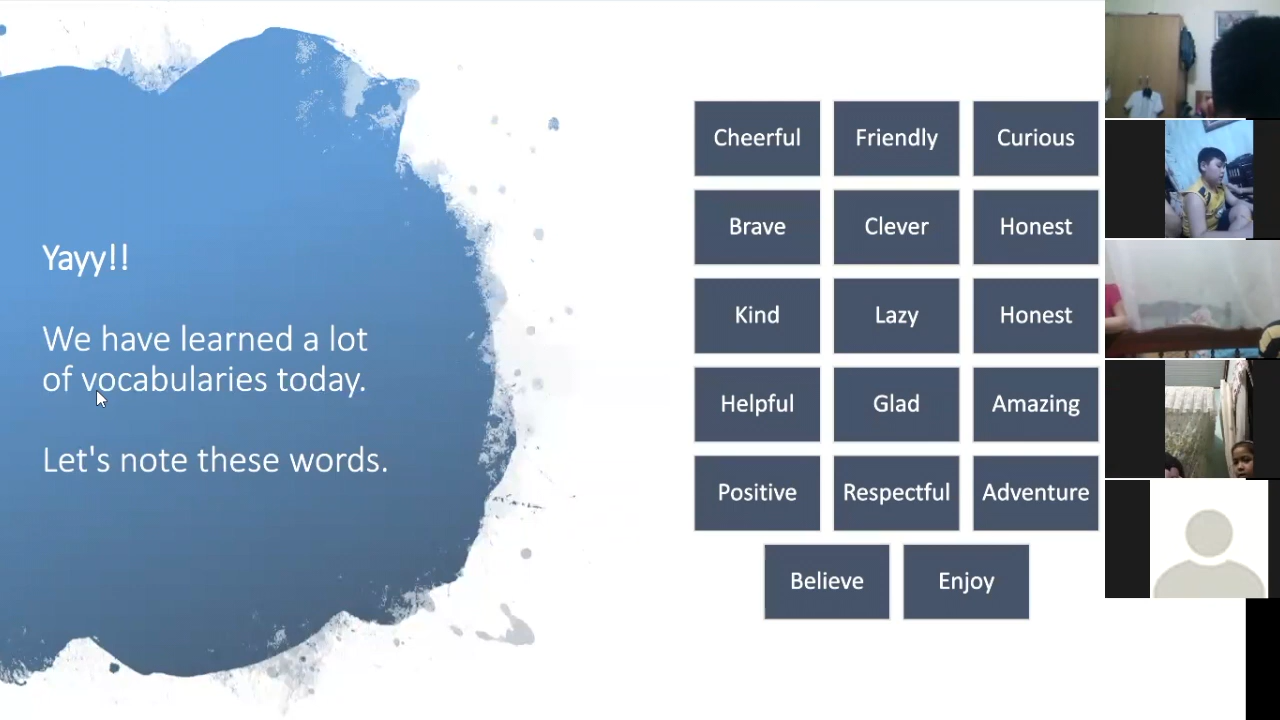 Yayy!!
We have learned a lot
of vocabularies today.
Let's note these words.
Cheerful Friendly Curious
Brave Clever Honest
Kind Lazy Honest
Helpful Glad Amazing
Positive Respectful Adventure
Believe Enjoy